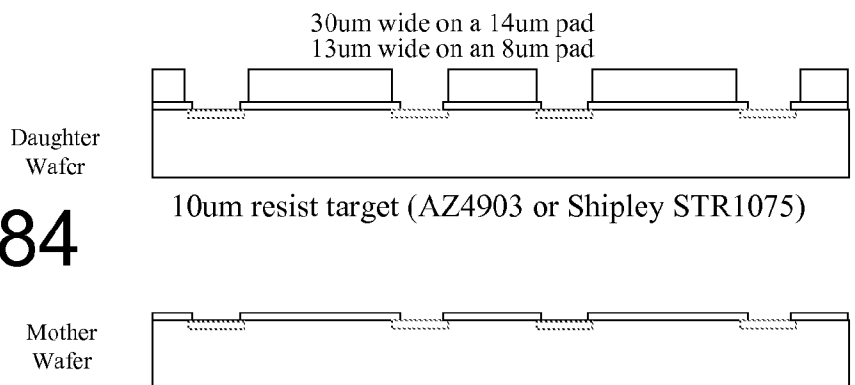 30um wide on a 14um pad
13um wide on an 8um pad
Daughter
Wafer
10um resist target (AZ4903 or Shipley STR1075)
84
Mother
Wafer